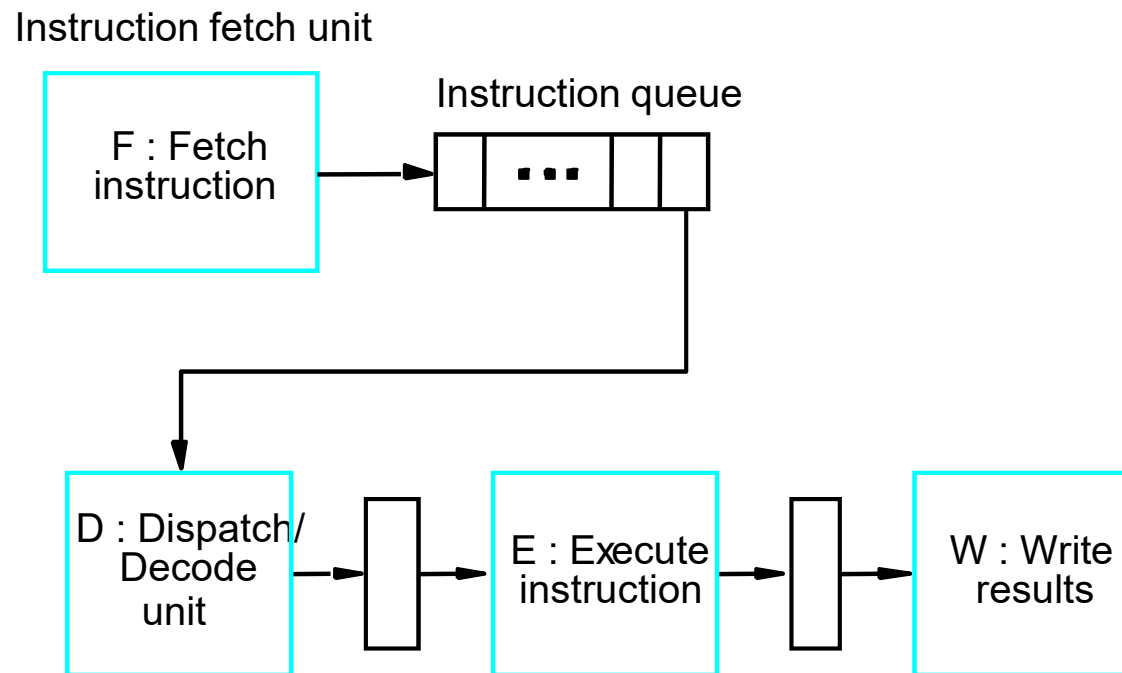 Instruction fetch unit
Instruction queue
F : Fetch
instruction
D : Dispatch/
Decode
unit
E : Execute
instruction
W : Write
results